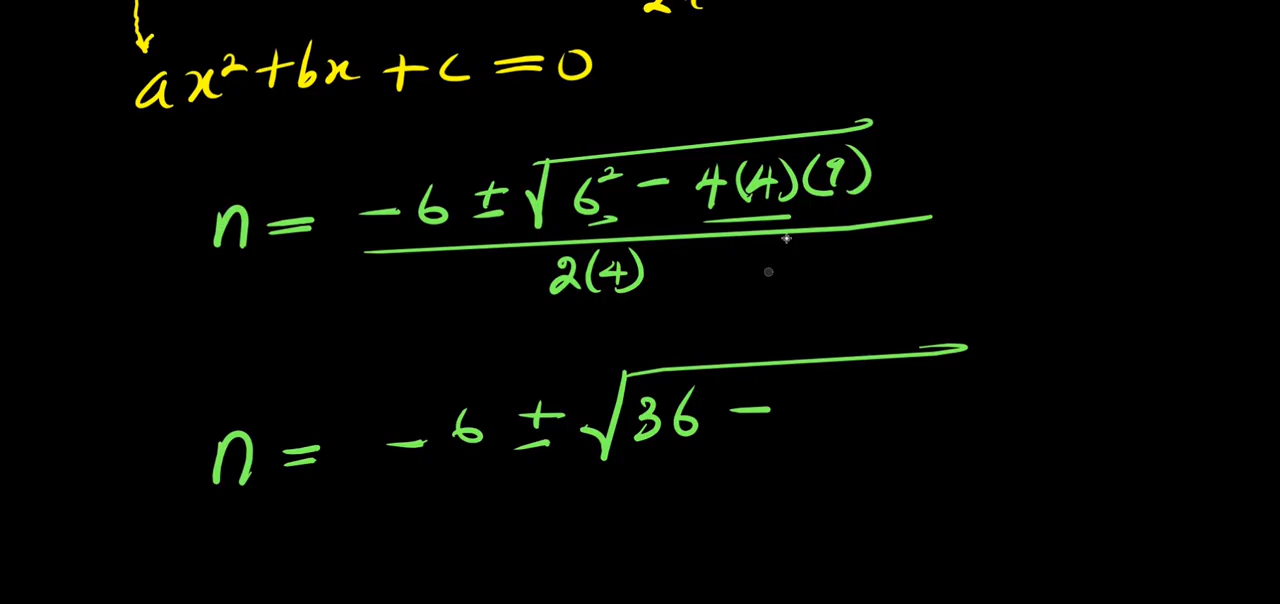 ax²+bx+c=0
n = -6 ± √6² - 4(4)(9)
2(4)
n = -6 ± √36 -